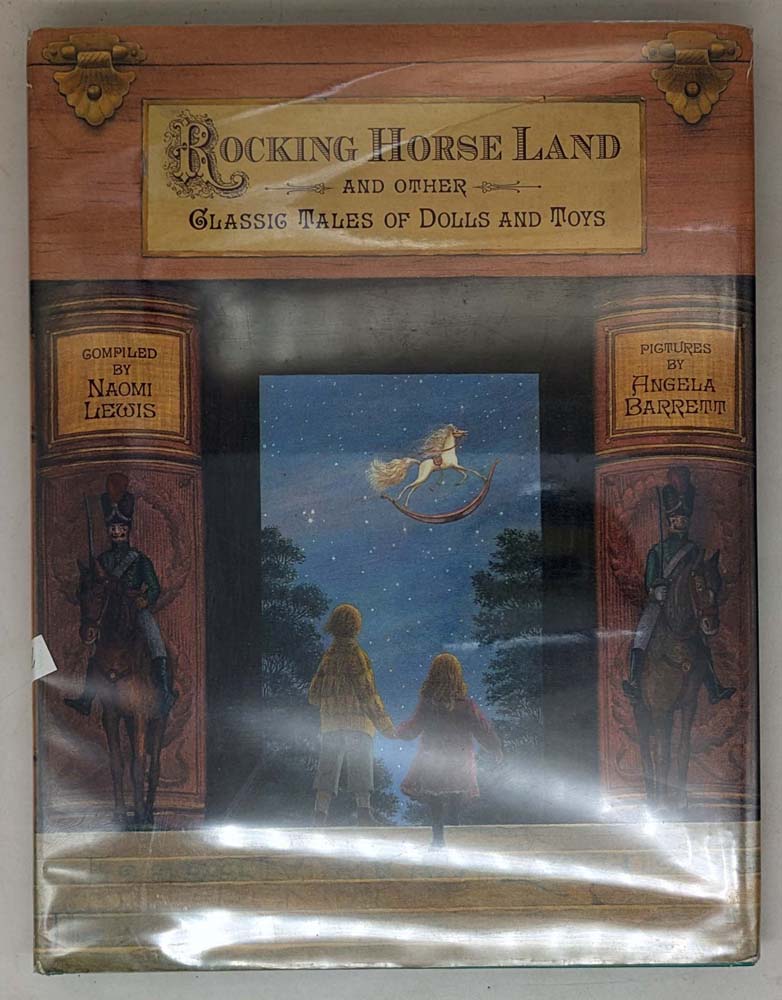 ROCKING HORSE LAND
AND OTHER
CLASSIC TALES OF DOLLS AND TOYS
COMPILED
BY
NAOMI
LEWIS
PICTURES
BY
ANGELA
BARRETT